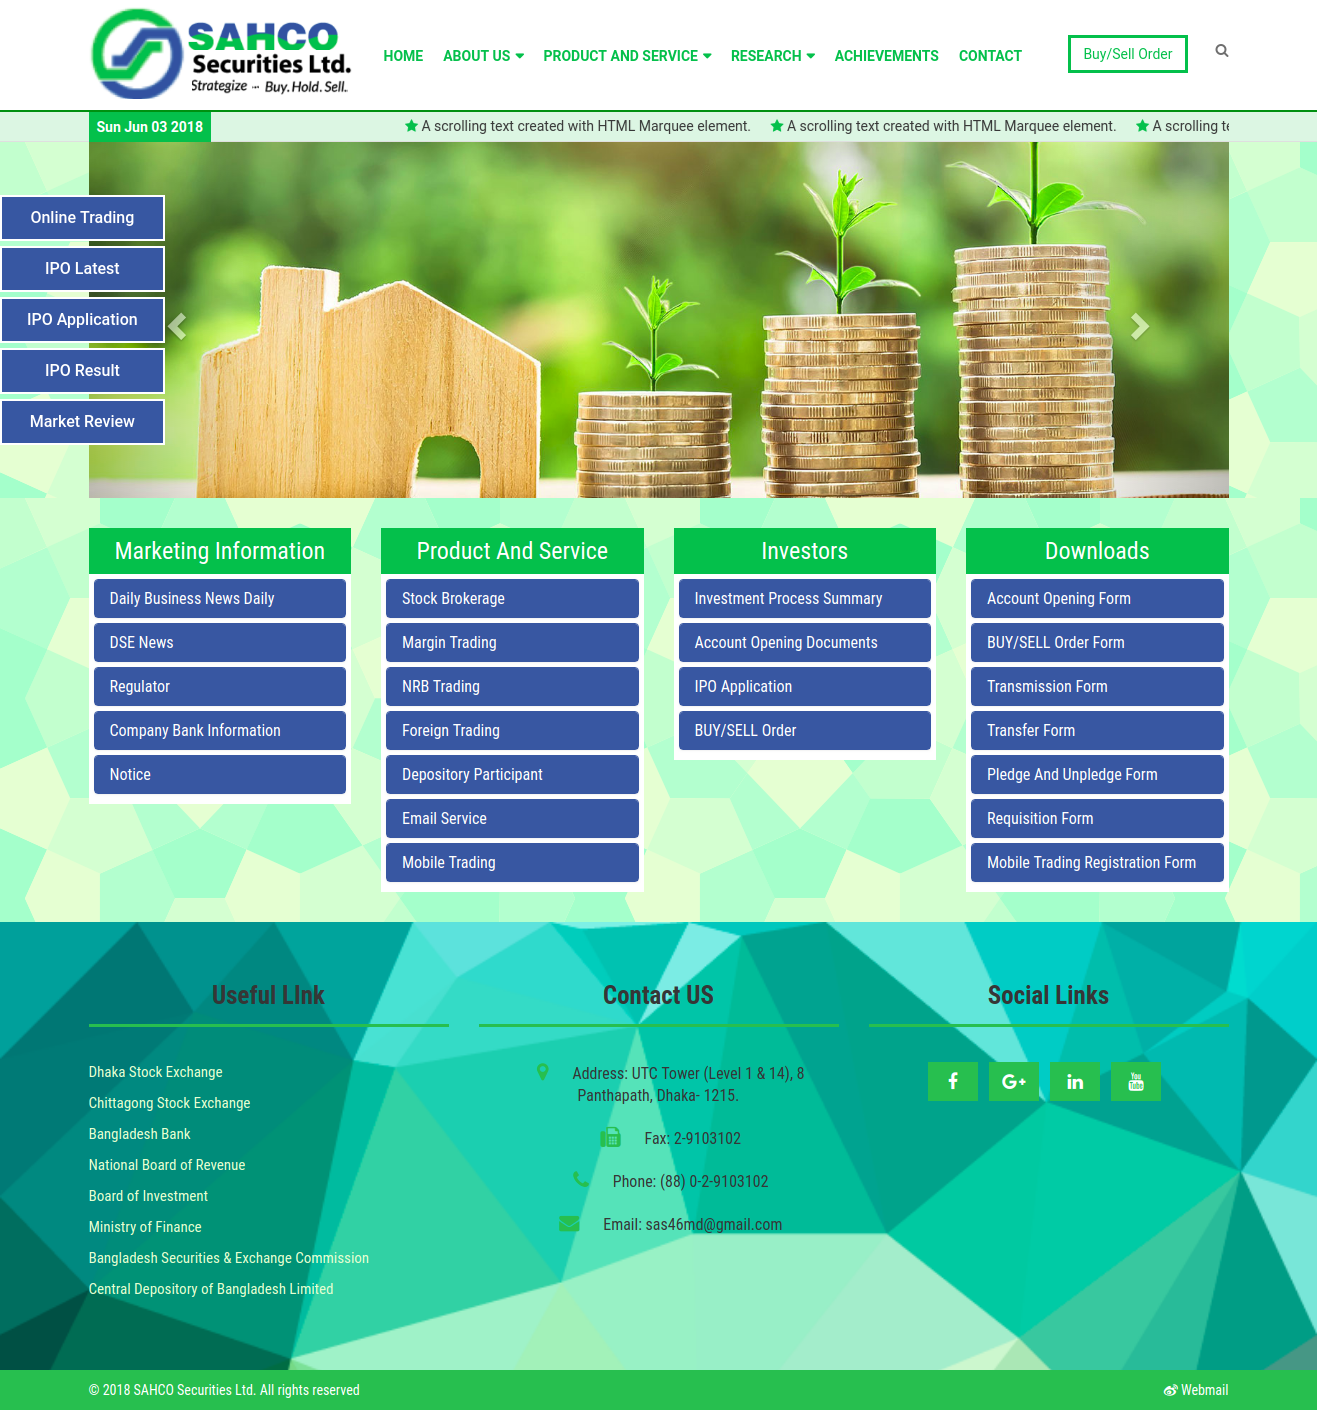 SAHCO
Securities Ltd.
Strategize ··· Buy. Hold. Sell.
HOME ABOUT US PRODUCT AND SERVICE RESEARCH ACHIEVEMENTS CONTACT
Buy/Sell Order
Sun Jun 03 2018
A scrolling text created with HTML Marquee element. A scrolling text created with HTML Marquee element. A scrolling te
Online Trading
IPO Latest
IPO Application
IPO Result
Market Review
Marketing Information
Daily Business News Daily
DSE News
Regulator
Company Bank Information
Notice
Product And Service
Stock Brokerage
Margin Trading
NRB Trading
Foreign Trading
Depository Participant
Email Service
Mobile Trading
Investors
Investment Process Summary
Account Opening Documents
IPO Application
BUY/SELL Order
Downloads
Account Opening Form
BUY/SELL Order Form
Transmission Form
Transfer Form
Pledge And Unpledge Form
Requisition Form
Mobile Trading Registration Form
Useful LInk
Dhaka Stock Exchange
Chittagong Stock Exchange
Bangladesh Bank
National Board of Revenue
Board of Investment
Ministry of Finance
Bangladesh Securities & Exchange Commission
Central Depository of Bangladesh Limited
Contact US
Address: UTC Tower (Level 1 & 14), 8
Panthapath, Dhaka- 1215.
Fax: 2-9103102
Phone: (88) 0-2-9103102
Email: sas46md@gmail.com
Social Links
You
Tube
© 2018 SAHCO Securities Ltd. All rights reserved
Webmail